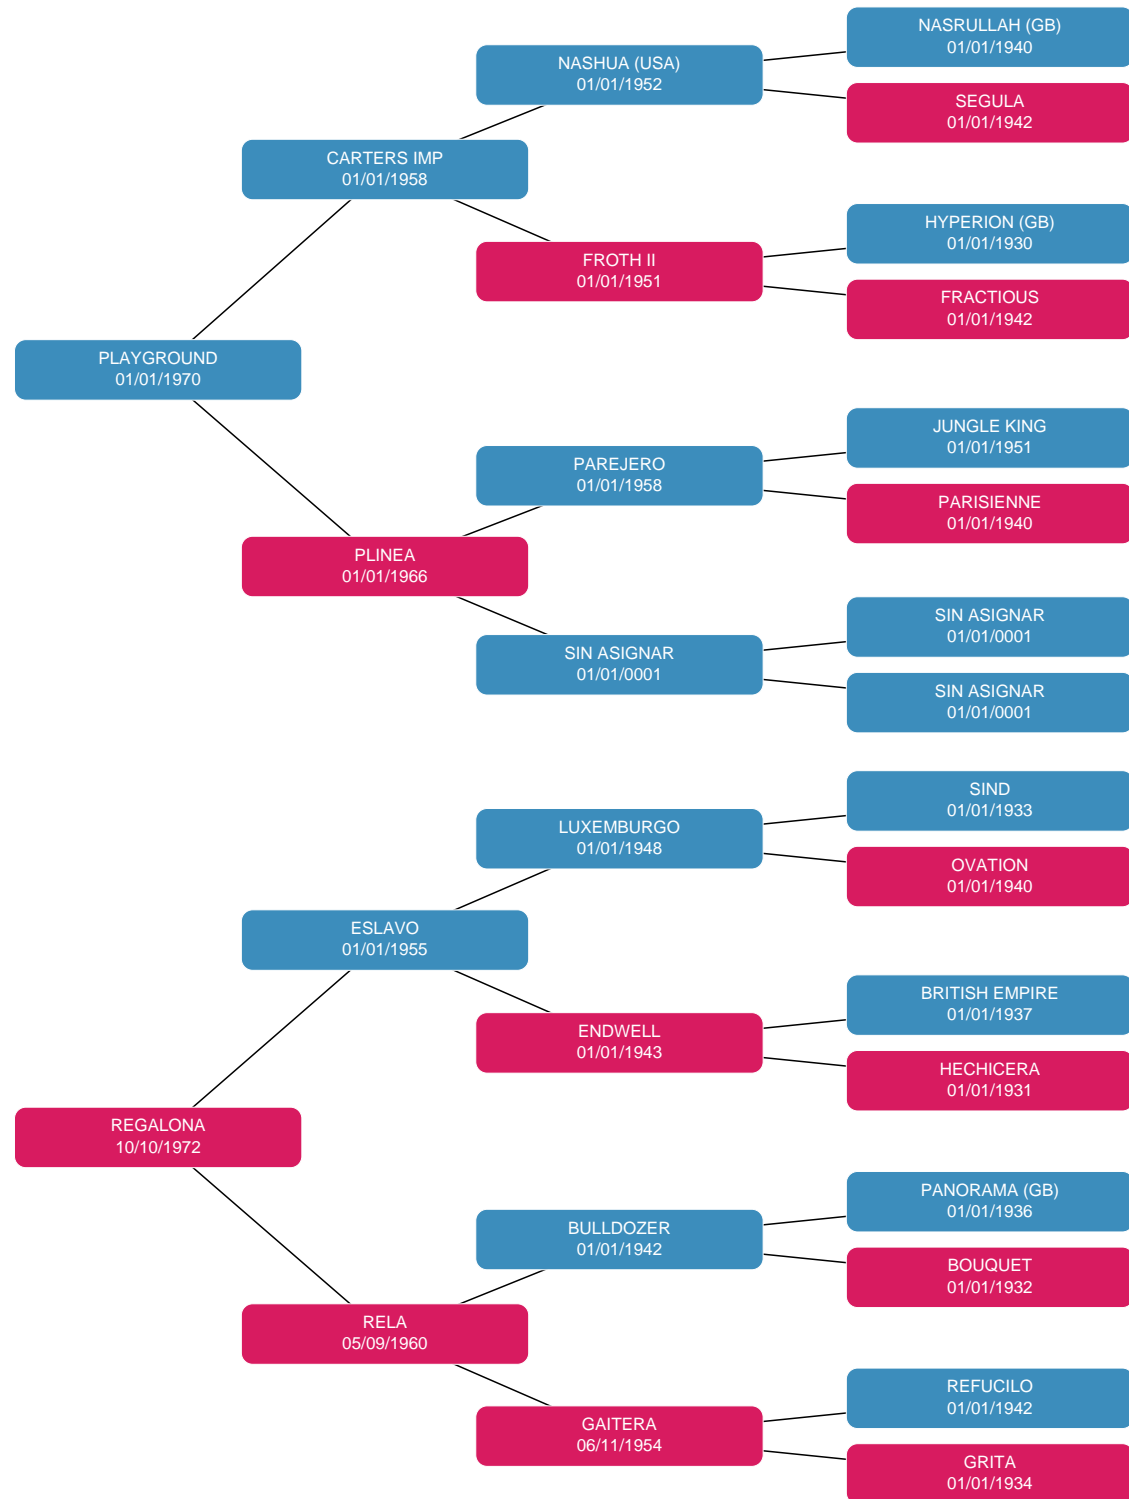 NASRULLAH (GB)
01/01/1940
NASHUA (USA)
01/01/1952
SEGULA
01/01/1942
CARTERS IMP
01/01/1958
HYPERION (GB)
01/01/1930
FROTH II
01/01/1951
FRACTIOUS
01/01/1942
PLAYGROUND
01/01/1970
JUNGLE KING
01/01/1951
PAREJERO
01/01/1958
PARISIENNE
01/01/1940
PLINEA
01/01/1966
SIN ASIGNAR
01/01/0001
SIN ASIGNAR
01/01/0001
SIN ASIGNAR
01/01/0001
SIND
01/01/1933
LUXEMBURGO
01/01/1948
OVATION
01/01/1940
ESLAVO
01/01/1955
BRITISH EMPIRE
01/01/1937
ENDWELL
01/01/1943
HECHICERA
01/01/1931
REGALONA
10/10/1972
PANORAMA (GB)
01/01/1936
BULLDOZER
01/01/1942
BOUQUET
01/01/1932
RELA
05/09/1960
REFUCILO
01/01/1942
GAITERA
06/11/1954
GRITA
01/01/1934